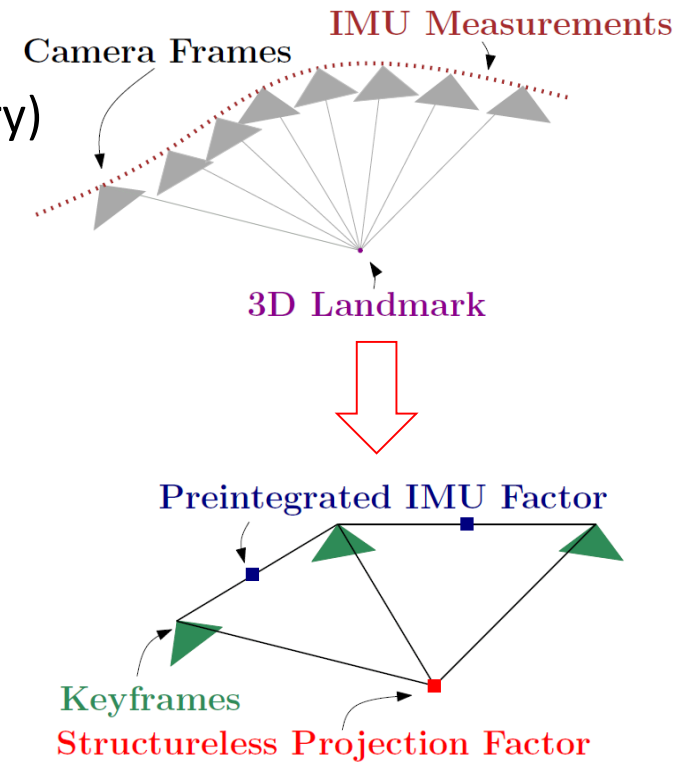 IMU Measurements
Camera Frames
y)
3D Landmark
Preintegrated IMU Factor
Keyframes
Structureless Projection Factor